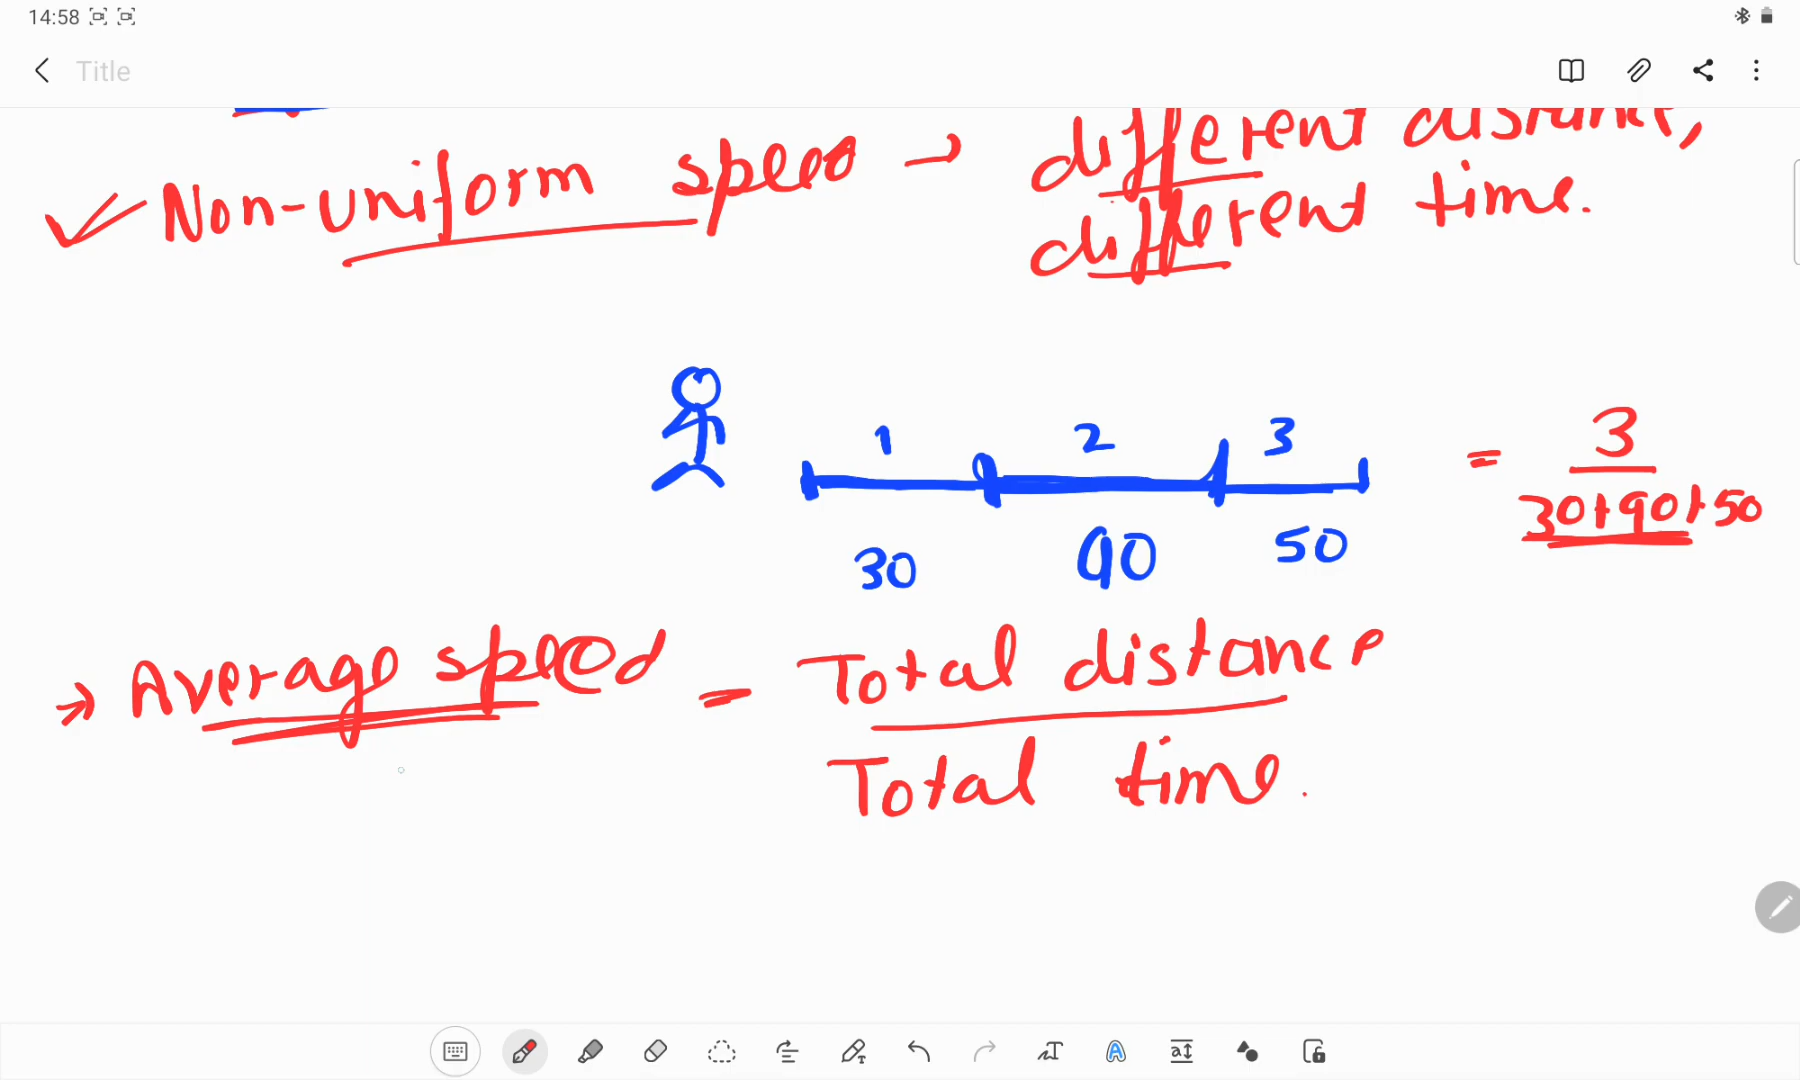 14:58
Title
Non-uniform speed → different distance,
different time.
1 2 3
30 90 50
= 3
30+90+50
→ Average speed = Total distance
Total time.